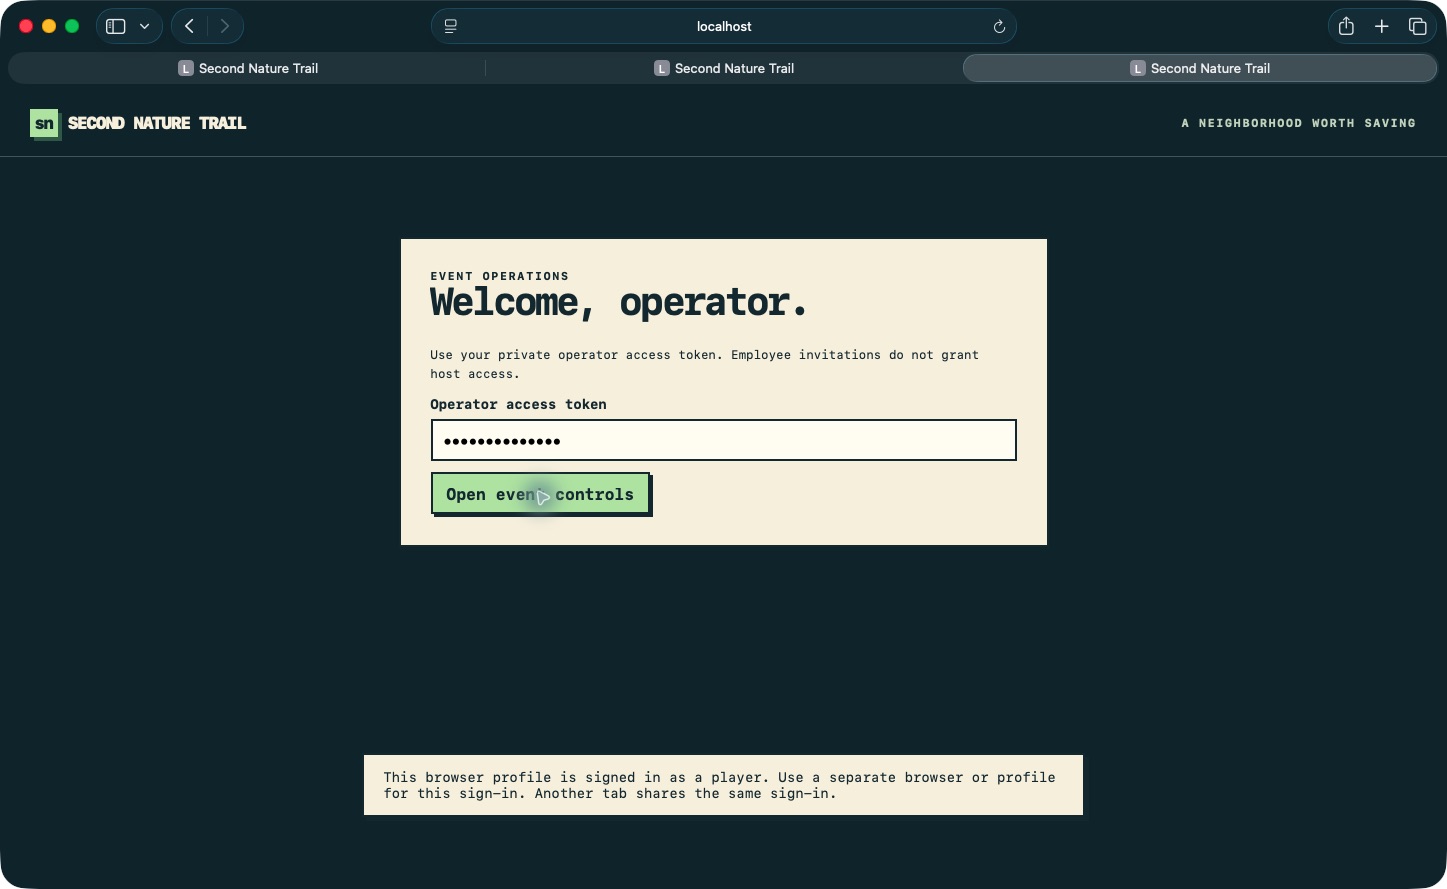 localhost
L Second Nature Trail
L Second Nature Trail
L Second Nature Trail
sn SECOND NATURE TRAIL
A NEIGHBORHOOD WORTH SAVING
EVENT OPERATIONS
Welcome, operator.
Use your private operator access token. Employee invitations do not grant
host access.
Operator access token
••••••••••••••
Open event controls
This browser profile is signed in as a player. Use a separate browser or profile
for this sign-in. Another tab shares the same sign-in.